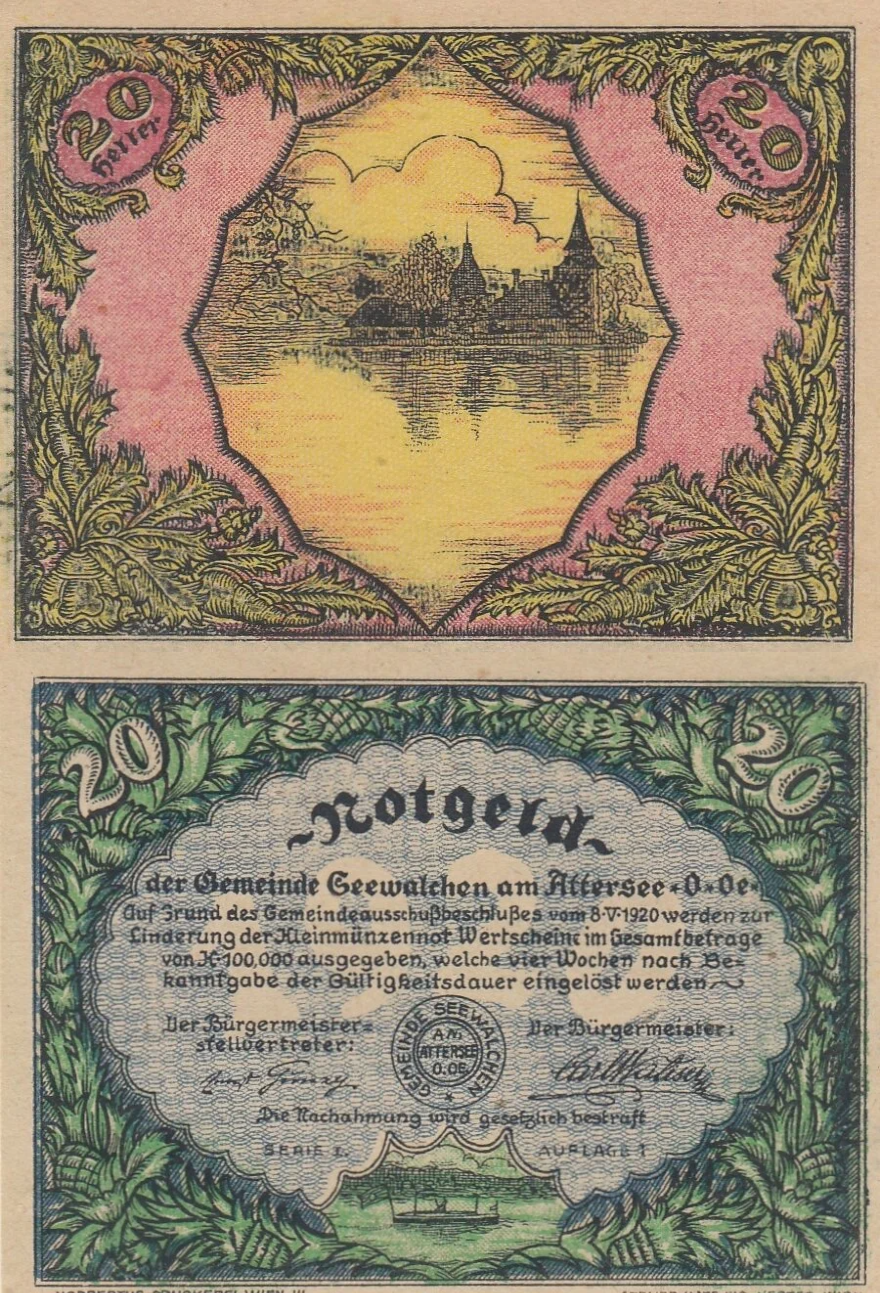 20
Heller
20
Heller
20
20
Notgeld
der Gemeinde Seewalchen am Attersee * O * Oe *
Auf Grund des Gemeindeausschußbeschlußes vom 8·V·1920 werden zur
Linderung der Kleinmünzennot Wertscheine im Gesamtbetrage
von K 100,000 ausgegeben, welche vier Wochen nach Be=
kanntgabe der Gültigkeitsdauer eingelöst werden
Der Bürgermeister=
stellvertreter:
Der Bürgermeister:
GEMEINDE SEEWALCHEN
AM
ATTERSEE
O.OE.
Die Nachahmung wird gesetzlich bestraft
SERIE I.
AUFLAGE 1